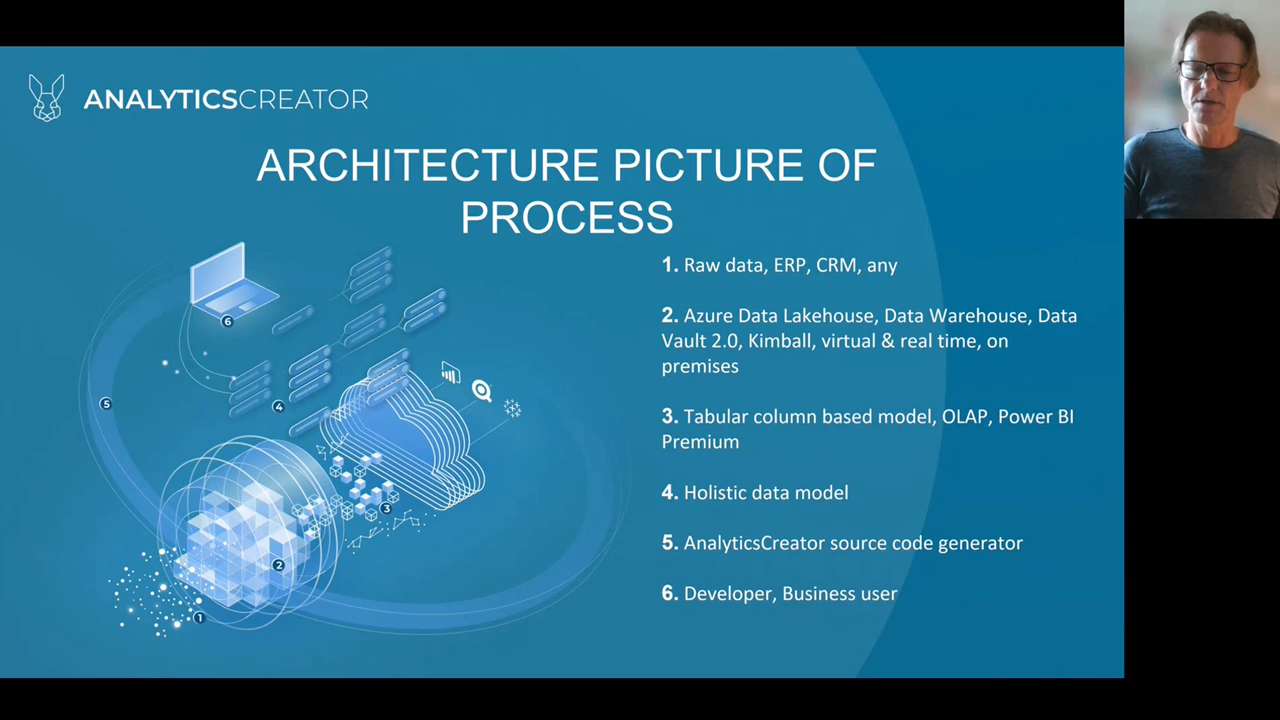 ANALYTICSCREATOR
ARCHITECTURE PICTURE OF
PROCESS
1. Raw data, ERP, CRM, any
2. Azure Data Lakehouse, Data Warehouse, Data
Vault 2.0, Kimball, virtual & real time, on
premises
3. Tabular column based model, OLAP, Power BI
Premium
4. Holistic data model
5. AnalyticsCreator source code generator
6. Developer, Business user
6
5
4
3
2
1